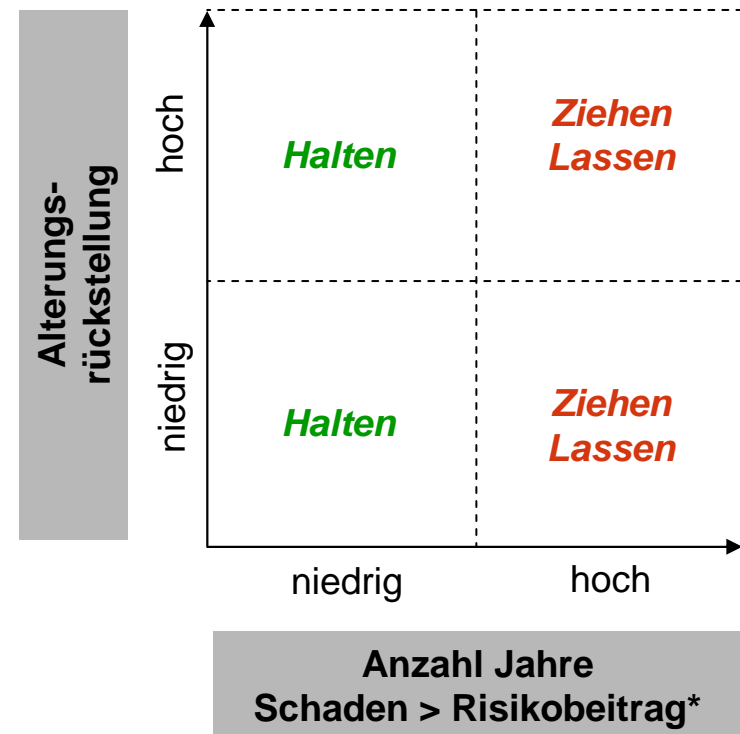 Alterungs-
rückstellung
hoch
niedrig
Halten
Ziehen
Lassen
Halten
Ziehen
Lassen
niedrig
hoch
Anzahl Jahre
Schaden > Risikobeitrag*